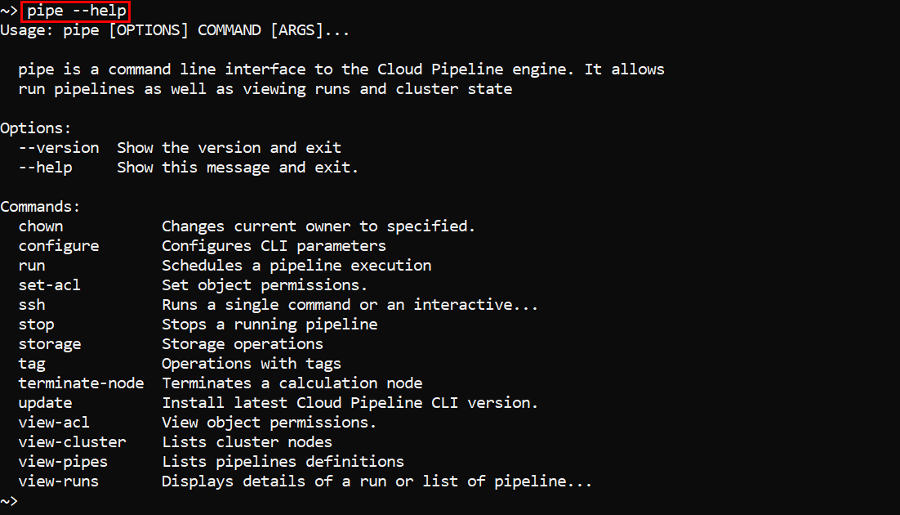 ~> pipe --help
Usage: pipe [OPTIONS] COMMAND [ARGS]...
pipe is a command line interface to the Cloud Pipeline engine. It allows
run pipelines as well as viewing runs and cluster state
Options:
--version  Show the version and exit
--help     Show this message and exit.
Commands:
chown           Changes current owner to specified.
configure       Configures CLI parameters
run             Schedules a pipeline execution
set-acl         Set object permissions.
ssh             Runs a single command or an interactive...
stop            Stops a running pipeline
storage         Storage operations
tag             Operations with tags
terminate-node  Terminates a calculation node
update          Install latest Cloud Pipeline CLI version.
view-acl        View object permissions.
view-cluster    Lists cluster nodes
view-pipes      Lists pipelines definitions
view-runs       Displays details of a run or list of pipeline...
~>